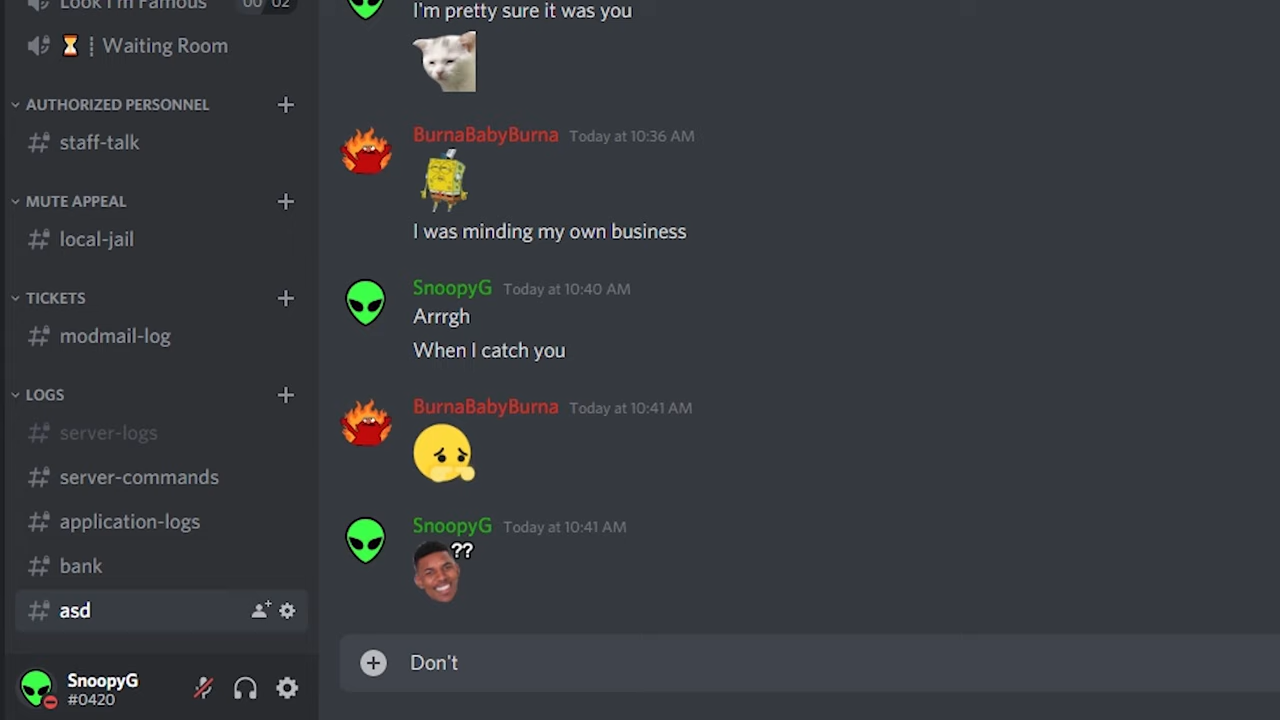 Look I'm Famous
00 02
Waiting Room
AUTHORIZED PERSONNEL
staff-talk
MUTE APPEAL
local-jail
TICKETS
modmail-log
LOGS
server-logs
server-commands
application-logs
bank
asd
SnoopyG
#0420
I'm pretty sure it was you
BurnaBabyBurna Today at 10:36 AM
I was minding my own business
SnoopyG Today at 10:40 AM
Arrrgh
When I catch you
BurnaBabyBurna Today at 10:41 AM
SnoopyG Today at 10:41 AM
??
Don't